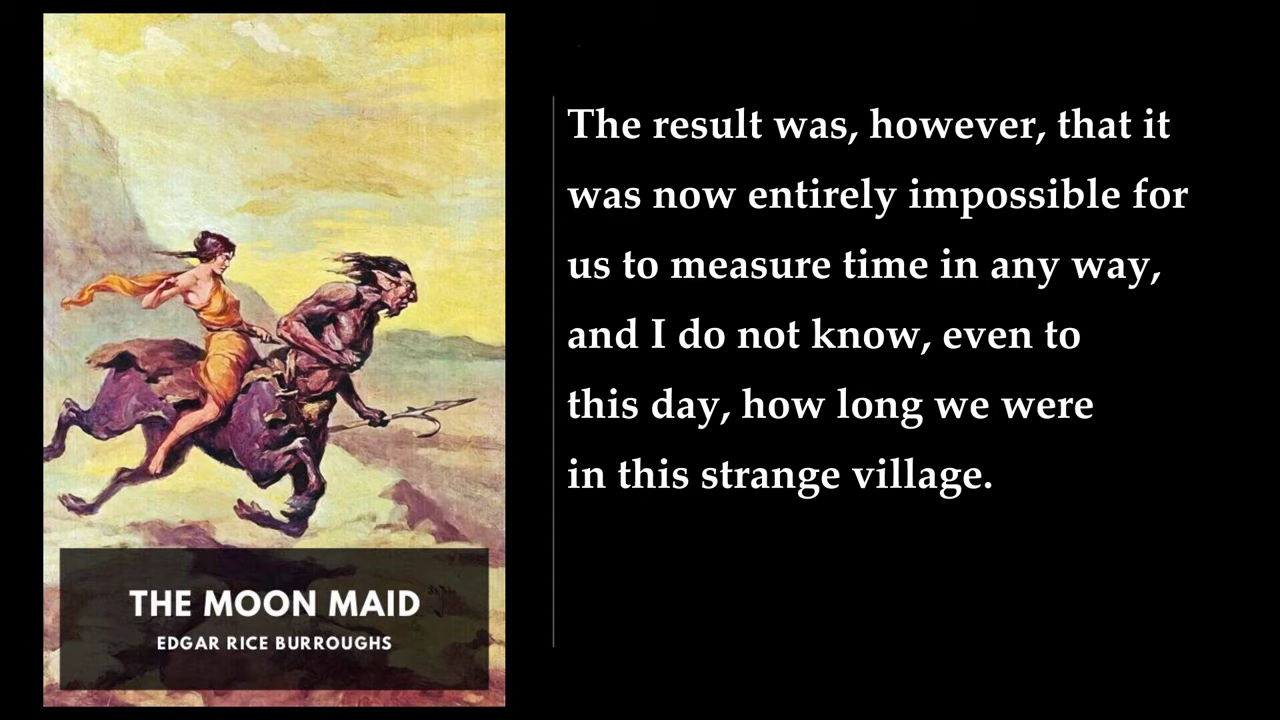 THE MOON MAID
EDGAR RICE BURROUGHS
The result was, however, that it
was now entirely impossible for
us to measure time in any way,
and I do not know, even to
this day, how long we were
in this strange village.